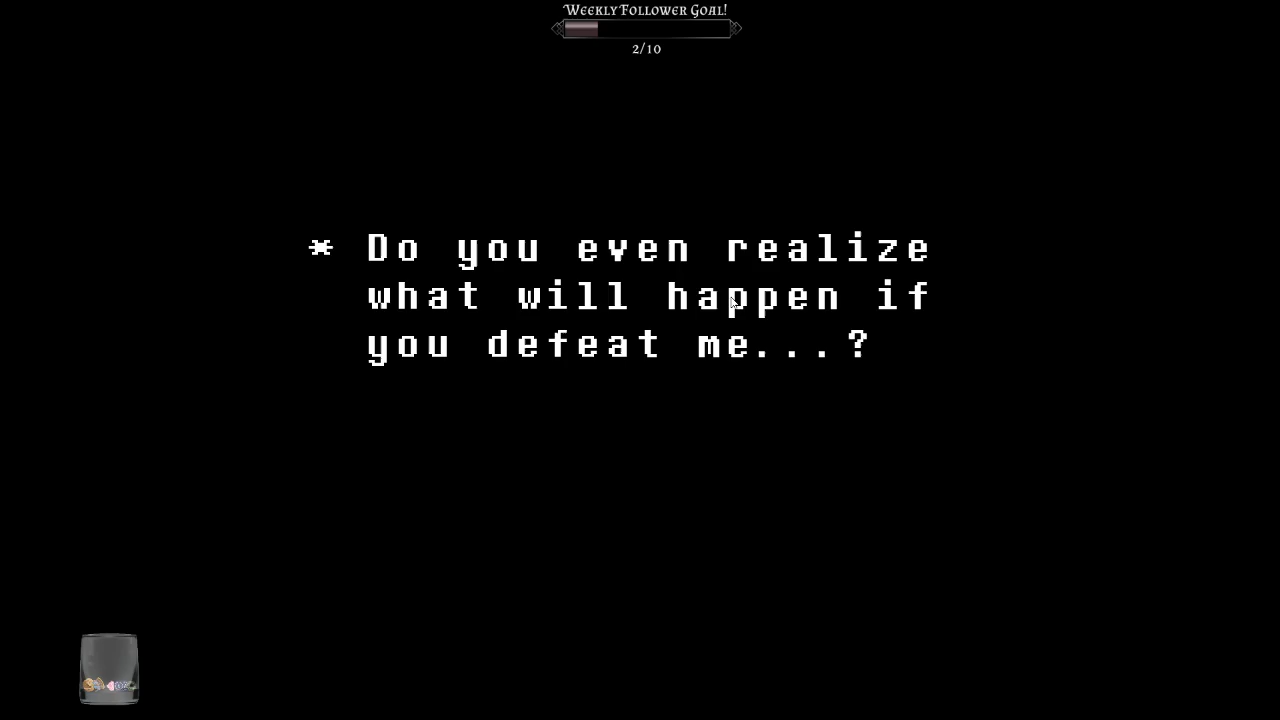 Weekly Follower Goal!
2/10
* Do you even realize
what will happen if
you defeat me...?